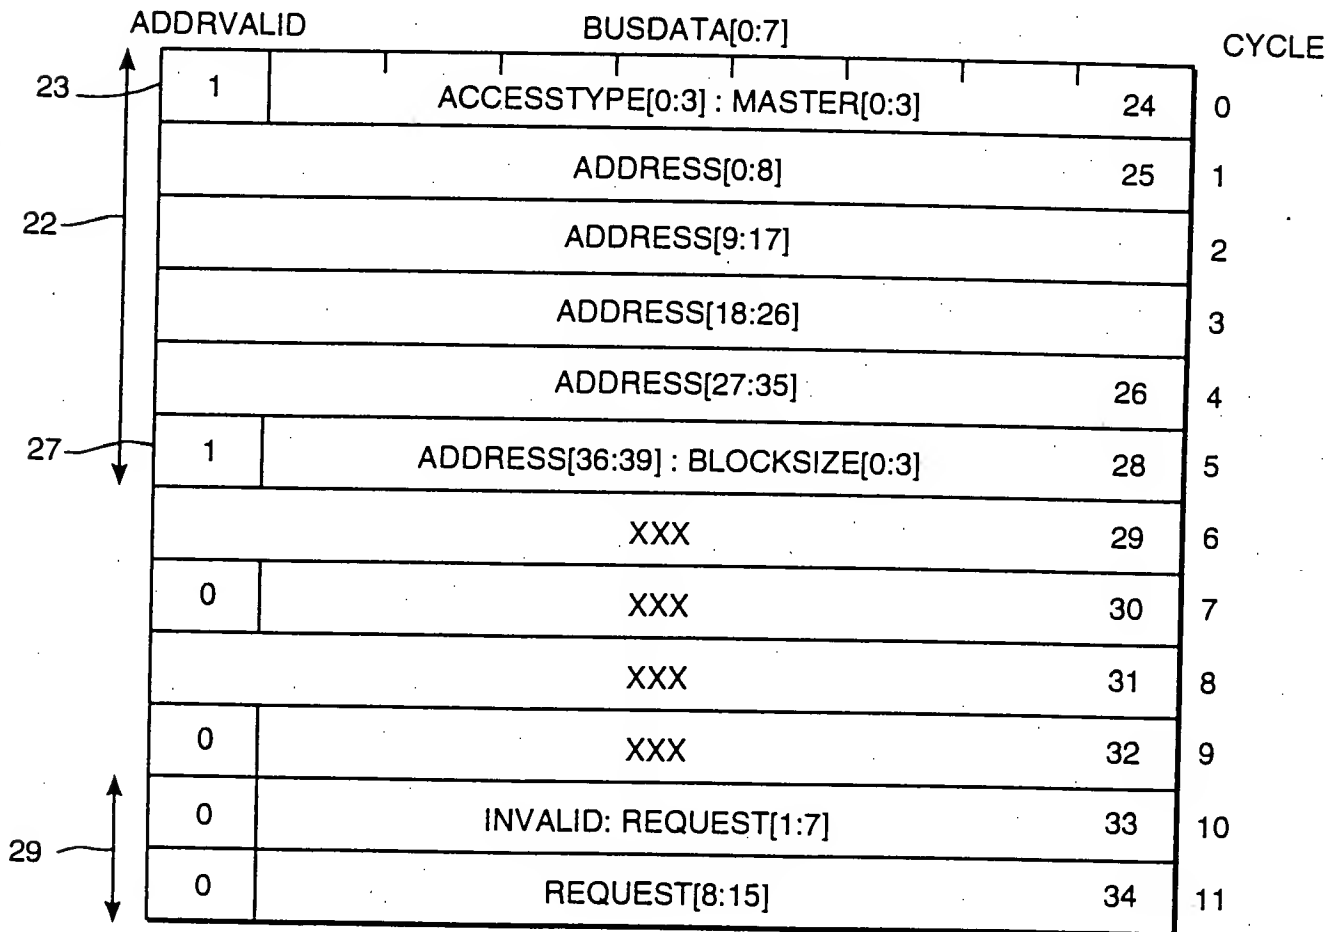 ADDRVALID BUSDATA[0:7] CYCLE
23 1 ACCESSTYPE[0:3] : MASTER[0:3] 24 0
ADDRESS[0:8] 25 1
22 ADDRESS[9:17] 2
ADDRESS[18:26] 3
ADDRESS[27:35] 26 4
27 1 ADDRESS[36:39] : BLOCKSIZE[0:3] 28 5
XXX 29 6
0 XXX 30 7
XXX 31 8
0 XXX 32 9
0 INVALID: REQUEST[1:7] 33 10
29
0 REQUEST[8:15] 34 11